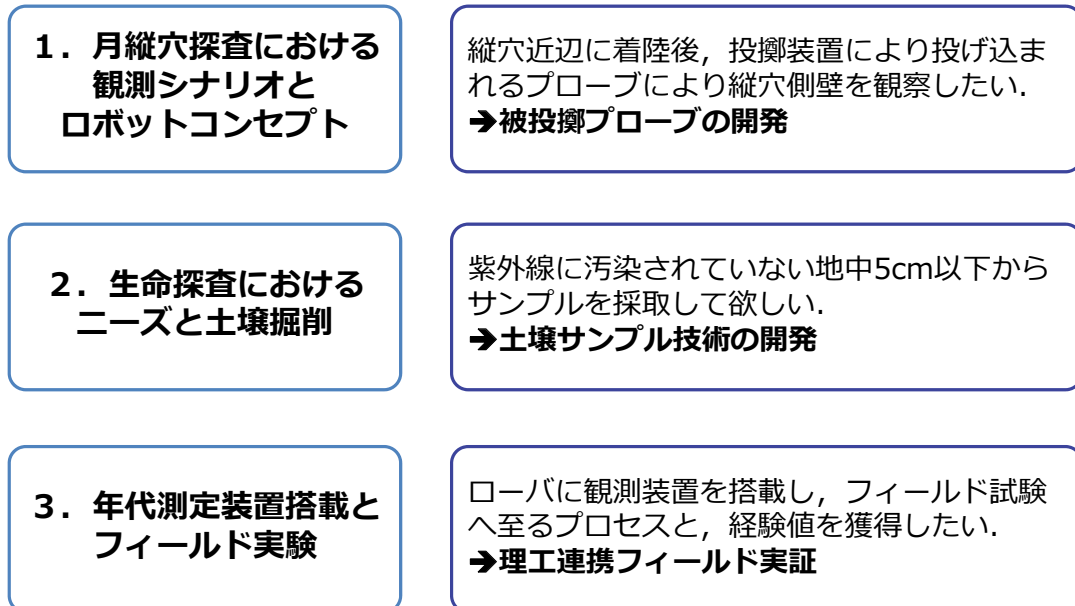 １．月縦穴探査における
観測シナリオと
ロボットコンセプト
縦穴近辺に着陸後，投擲装置により投げ込ま
れるプローブにより縦穴側壁を観察したい．
➔被投擲プローブの開発
２．生命探査における
ニーズと土壌掘削
紫外線に汚染されていない地中5cm以下から
サンプルを採取して欲しい．
➔土壌サンプル技術の開発
３．年代測定装置搭載と
フィールド実験
ローバに観測装置を搭載し，フィールド試験
へ至るプロセスと，経験値を獲得したい．
➔理工連携フィールド実証